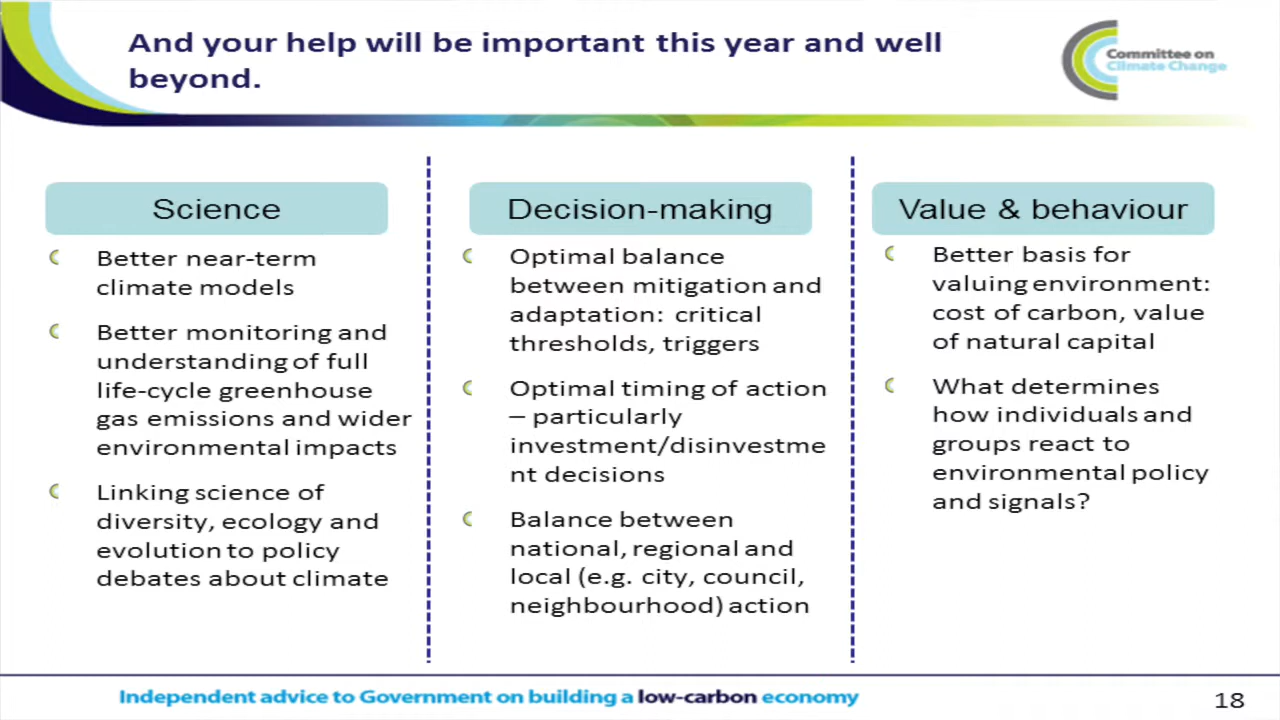 And your help will be important this year and well
beyond.
Committee on
Climate Change
Science
Better near-term
climate models
Better monitoring and
understanding of full
life-cycle greenhouse
gas emissions and wider
environmental impacts
Linking science of
diversity, ecology and
evolution to policy
debates about climate
Decision-making
Optimal balance
between mitigation and
adaptation: critical
thresholds, triggers
Optimal timing of action
– particularly
investment/disinvestme
nt decisions
Balance between
national, regional and
local (e.g. city, council,
neighbourhood) action
Value & behaviour
Better basis for
valuing environment:
cost of carbon, value
of natural capital
What determines
how individuals and
groups react to
environmental policy
and signals?
Independent advice to Government on building a low-carbon economy
18